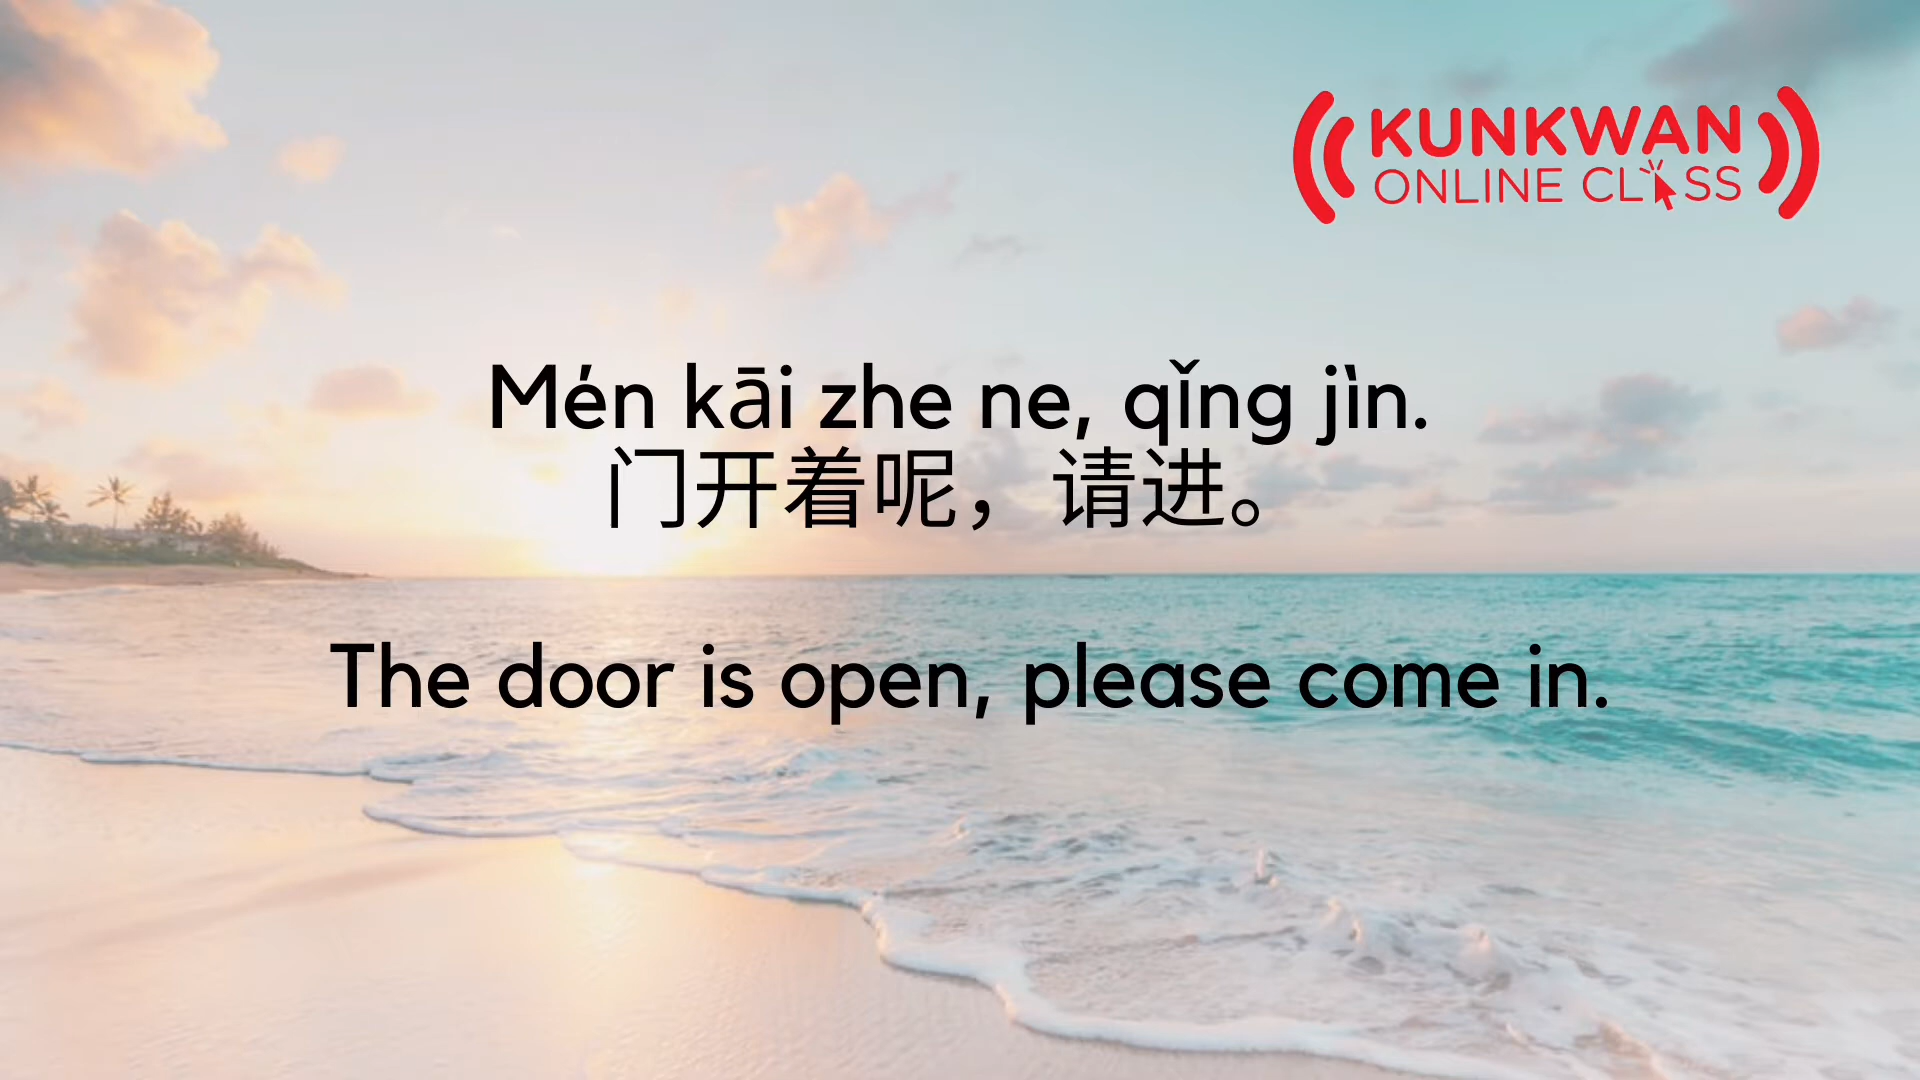 KUNKWAN
ONLINE CLASS
Mén kāi zhe ne, qǐng jìn.
门开着呢，请进。
The door is open, please come in.